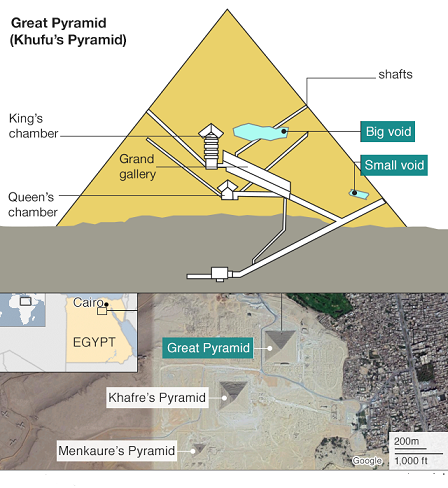 Great Pyramid
(Khufu's Pyramid)
shafts
King's
chamber
Big void
Grand
gallery
Small void
Queen's
chamber
Cairo
EGYPT
Great Pyramid
Khafre's Pyramid
Menkaure's Pyramid
200m
Google
1,000 ft